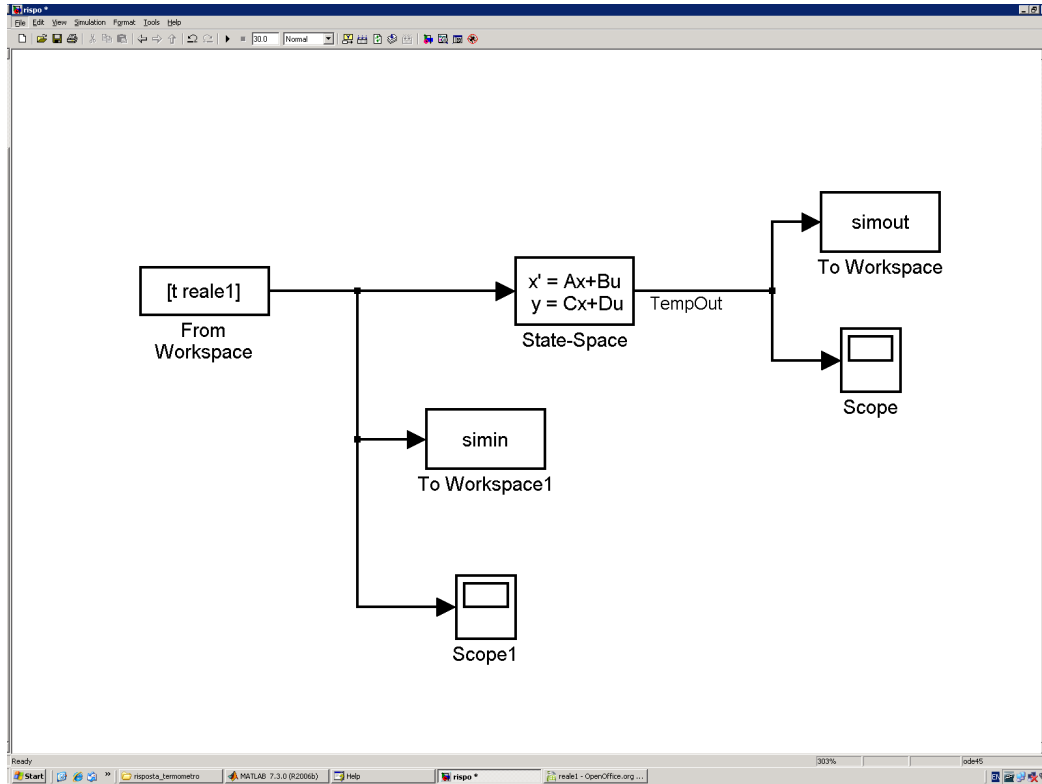 rispo *
File Edit View Simulation Format Tools Help
30.0 Normal
[t reale1]
From
Workspace
x' = Ax+Bu
y = Cx+Du
State-Space
TempOut
simout
To Workspace
Scope
simin
To Workspace1
Scope1
Ready 303% ode45
Start » risposta_termometro MATLAB 7.3.0 (R2006b) Help rispo * reale1 - OpenOffice.org ... EN